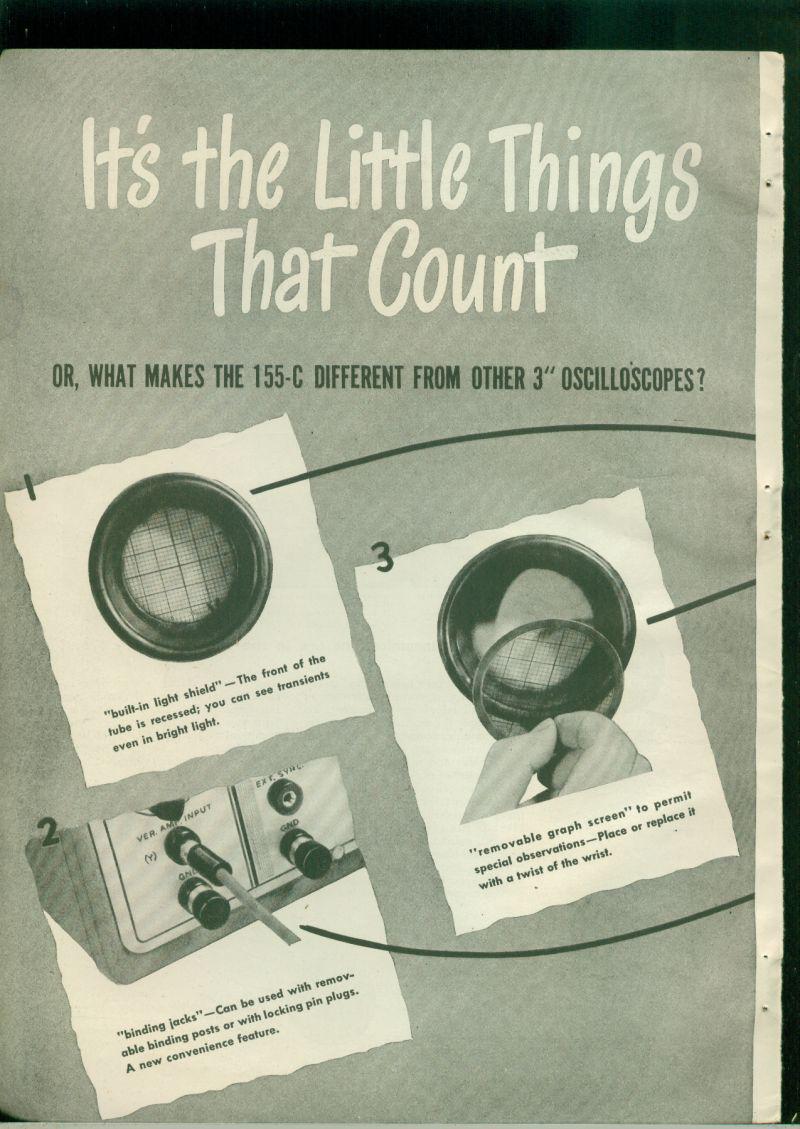 It's the Little Things
That Count
OR, WHAT MAKES THE 155-C DIFFERENT FROM OTHER 3" OSCILLOSCOPES?
1
"built-in light shield"—The front of the
tube is recessed; you can see transients
even in bright light.
3
"removable graph screen" to permit
special observations—Place or replace it
with a twist of the wrist.
2
VER. AMP. INPUT
(Y)
GND
EXT. SYNC.
GND
"binding jacks"—Can be used with remov-
able binding posts or with locking pin plugs.
A new convenience feature.